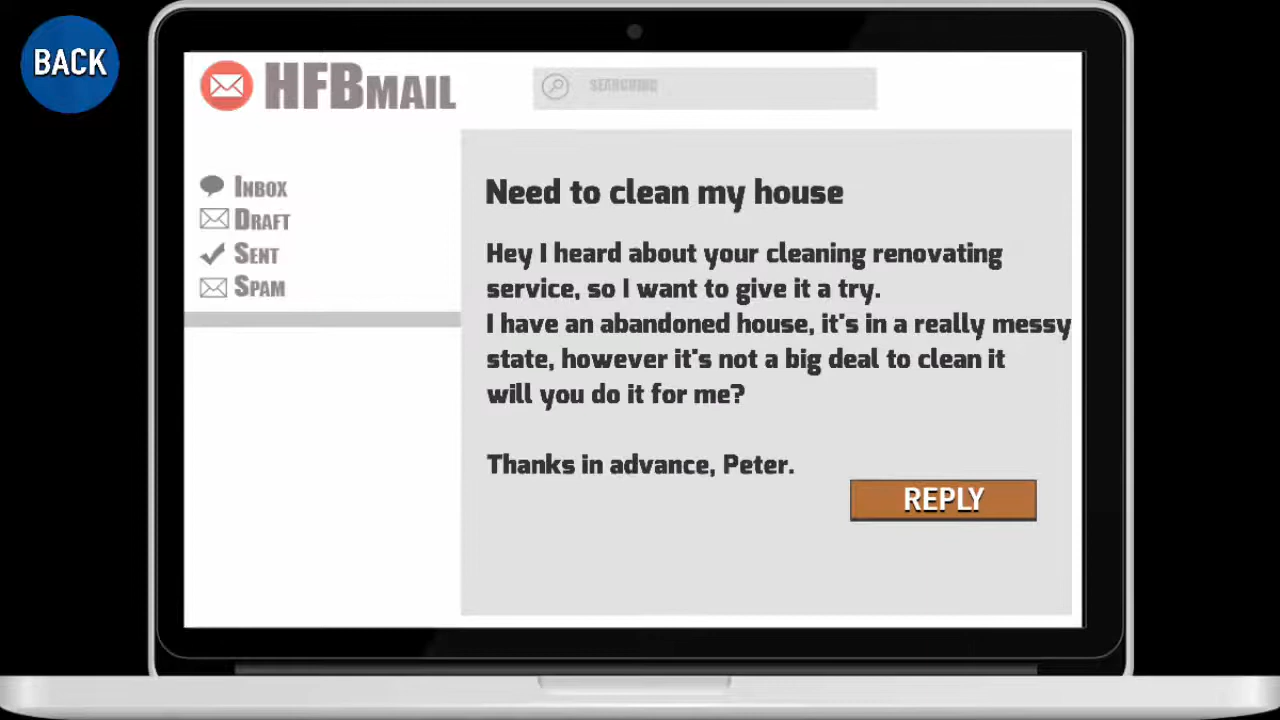 BACK
HFBMAIL
SEARCHING
INBOX
DRAFT
SENT
SPAM
Need to clean my house
Hey I heard about your cleaning renovating
service, so I want to give it a try.
I have an abandoned house, it's in a really messy
state, however it's not a big deal to clean it
will you do it for me?
Thanks in advance, Peter.
REPLY